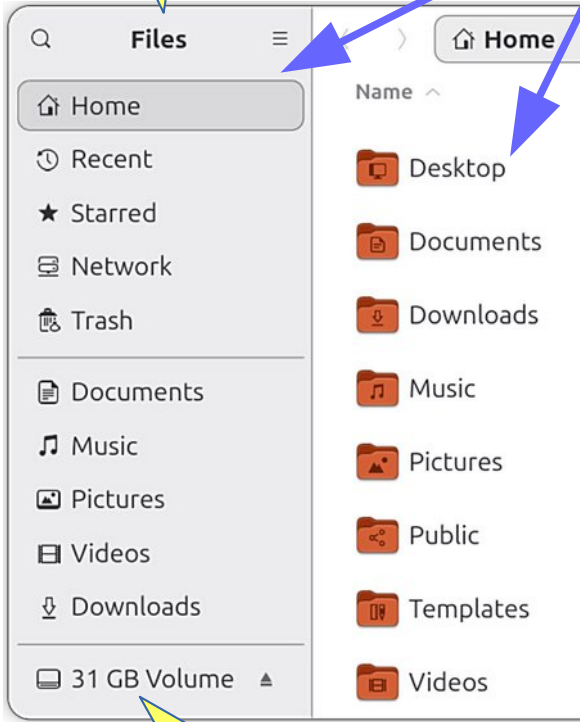 Files
Home
Recent
Starred
Network
Trash
Documents
Music
Pictures
Videos
Downloads
31 GB Volume
Home
Name
Desktop
Documents
Downloads
Music
Pictures
Public
Templates
Videos